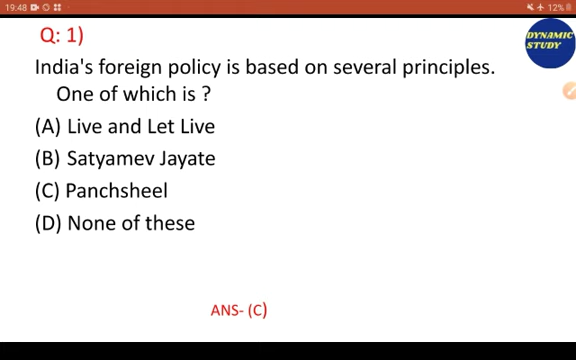 19:48
12%
DYNAMIC
STUDY
Q: 1)
India's foreign policy is based on several principles.
One of which is ?
(A) Live and Let Live
(B) Satyamev Jayate
(C) Panchsheel
(D) None of these
ANS- (C)